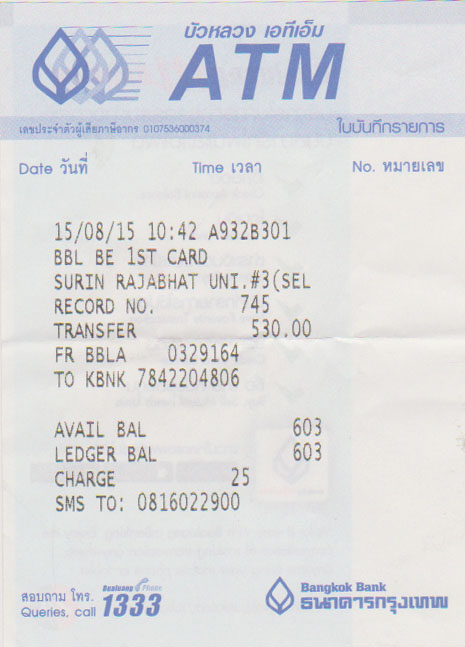 บัวหลวง เอทีเอ็ม
ATM
เลขประจำตัวผู้เสียภาษีอากร 0107536000374 ใบบันทึกรายการ
Date วันที่ Time เวลา No. หมายเลข
15/08/15 10:42 A932B301
BBL BE 1ST CARD
SURIN RAJABHAT UNI.#3(SEL
RECORD NO. 745
TRANSFER 530.00
FR BBLA 0329164
TO KBNK 7842204806
AVAIL BAL 603
LEDGER BAL 603
CHARGE 25
SMS TO: 0816022900
สอบถาม โทร. Bualuang Phone
Queries, call 1333
Bangkok Bank
ธนาคารกรุงเทพ